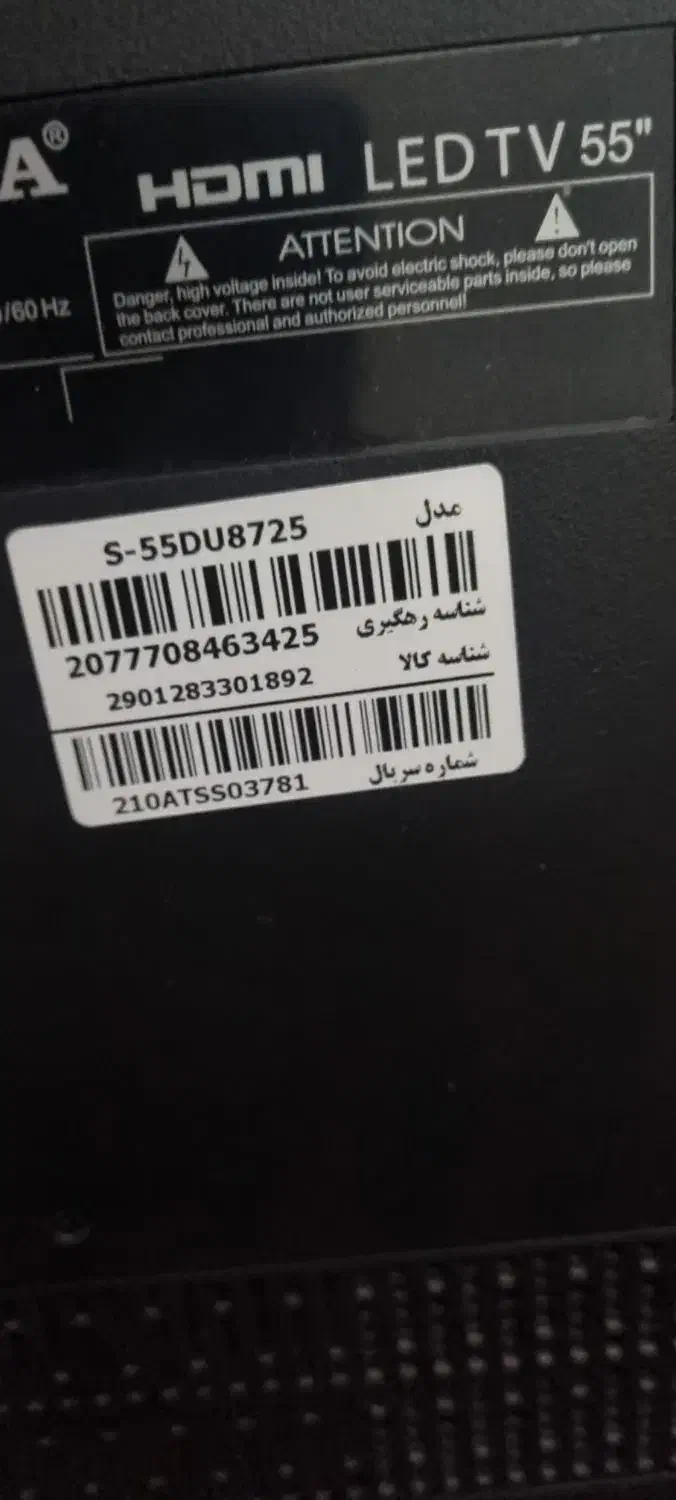 A®
HDMI LED TV 55"
ATTENTION
Danger, high voltage inside! To avoid electric shock, please don't open
the back cover. There are not user serviceable parts inside, so please
contact professional and authorized personnel!
/60 Hz
مدل S-55DU8725
شناسه رهگیری 2077708463425
شناسه کالا 2901283301892
شماره سریال 210ATSS03781